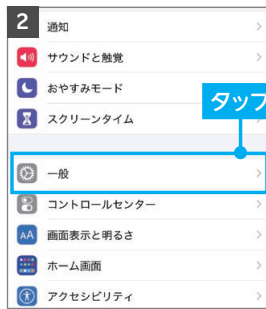 2
通知
サウンドと触覚
おやすみモード
スクリーンタイム
タップ
一般
コントロールセンター
AA 画面表示と明るさ
ホーム画面
アクセシビリティ